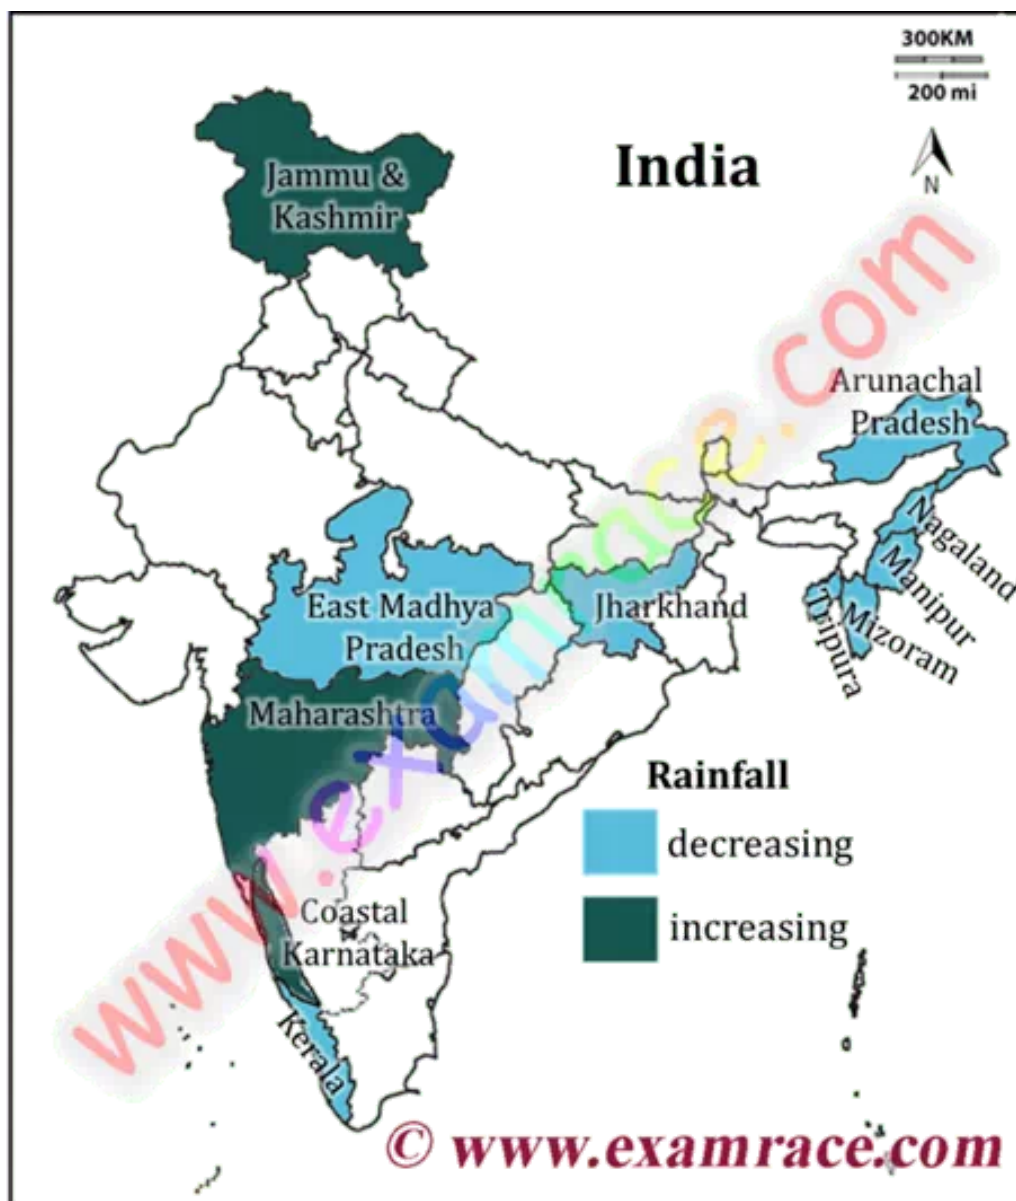 300KM
200 mi
N
India
Jammu &
Kashmir
Arunachal
Pradesh
Nagaland
Manipur
Mizoram
Tripura
East Madhya
Pradesh
Jharkhand
Maharashtra
Coastal
Karnataka
Kerala
Rainfall
decreasing
increasing
www.examrace.com
© www.examrace.com